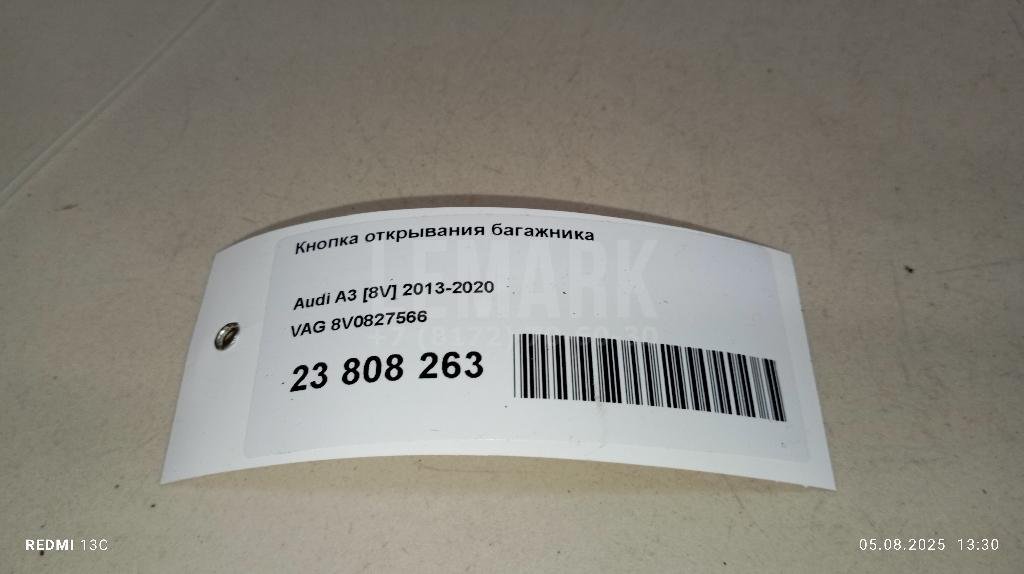 Кнопка открывания багажника
LEMARK
Audi A3 [8V] 2013-2020
VAG 8V0827566
23 808 263
REDMI 13C
05.08.2025 13:30